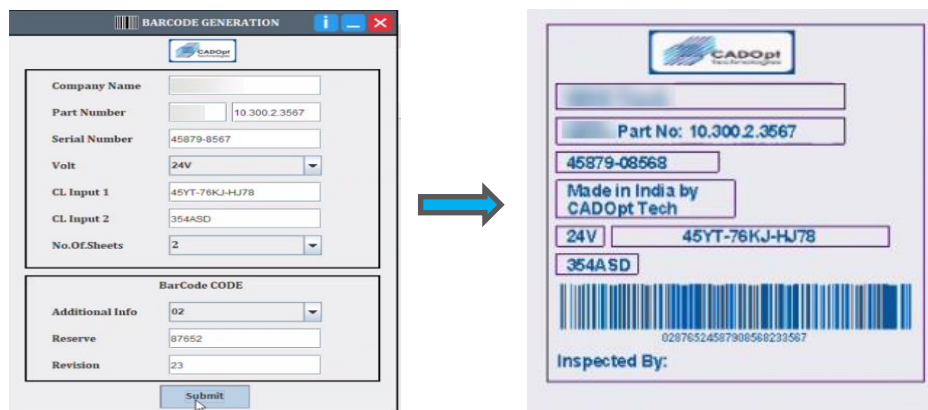 BARCODE GENERATION
CADOpt
Technologies
Company Name
Part Number 10.300.2.3567
Serial Number 45879-8567
Volt 24V
CL Input 1 45YT-76KJ-HJ78
CL Input 2 354ASD
No.Of.Sheets 2
BarCode CODE
Additional Info 02
Reserve 87652
Revision 23
Submit
CADOpt
Technologies
Part No: 10.300.2.3567
45879-08568
Made in India by
CADOpt Tech
24V 45YT-76KJ-HJ78
354ASD
02876524587908568233567
Inspected By: